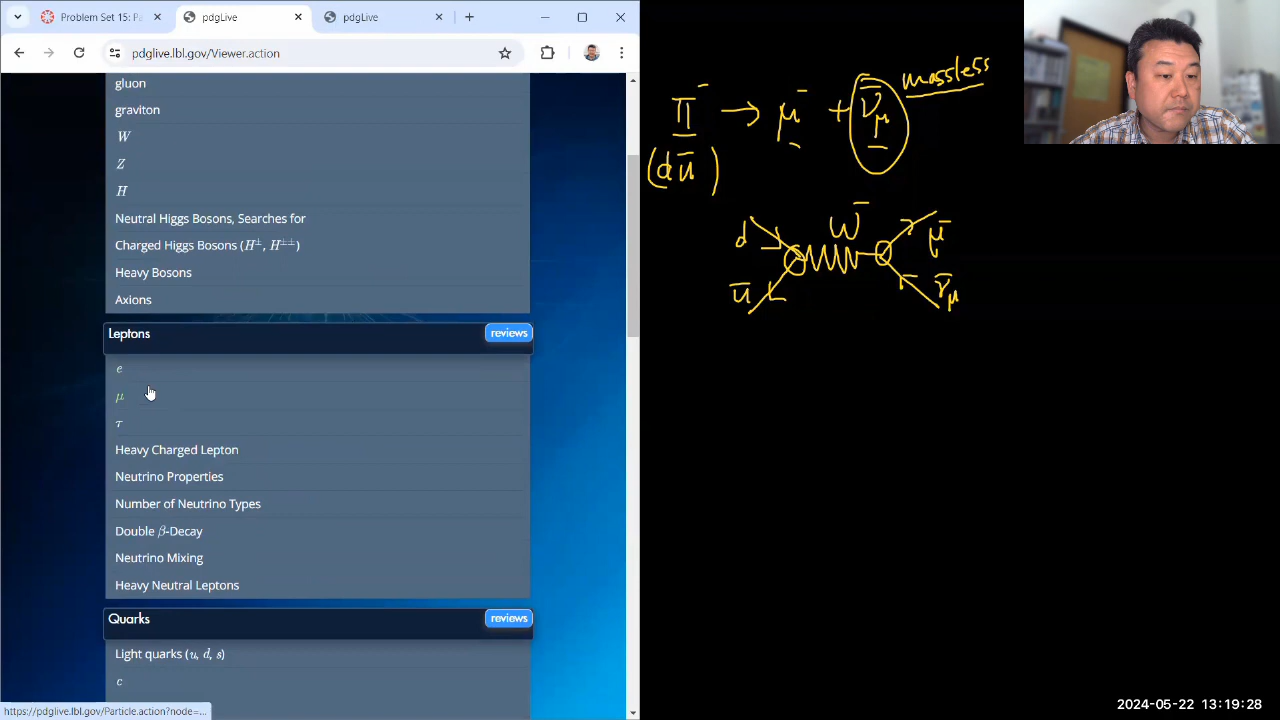 Problem Set 15: P
pdgLive
pdgLive
pdglive.lbl.gov/Viewer.action
gluon
graviton
W
Z
H
Neutral Higgs Bosons, Searches for
Charged Higgs Bosons (H±, H±±)
Heavy Bosons
Axions
Leptons
reviews
e
μ
τ
Heavy Charged Lepton
Neutrino Properties
Number of Neutrino Types
Double β-Decay
Neutrino Mixing
Heavy Neutral Leptons
Quarks
reviews
Light quarks (u, d, s)
c
https://pdglive.lbl.gov/Particle.action?node=...
massless
π⁻ → μ⁻ + ν̄μ
(dū)
d
W⁻
μ⁻
ū
ν̄μ
2024-05-22 13:19:28